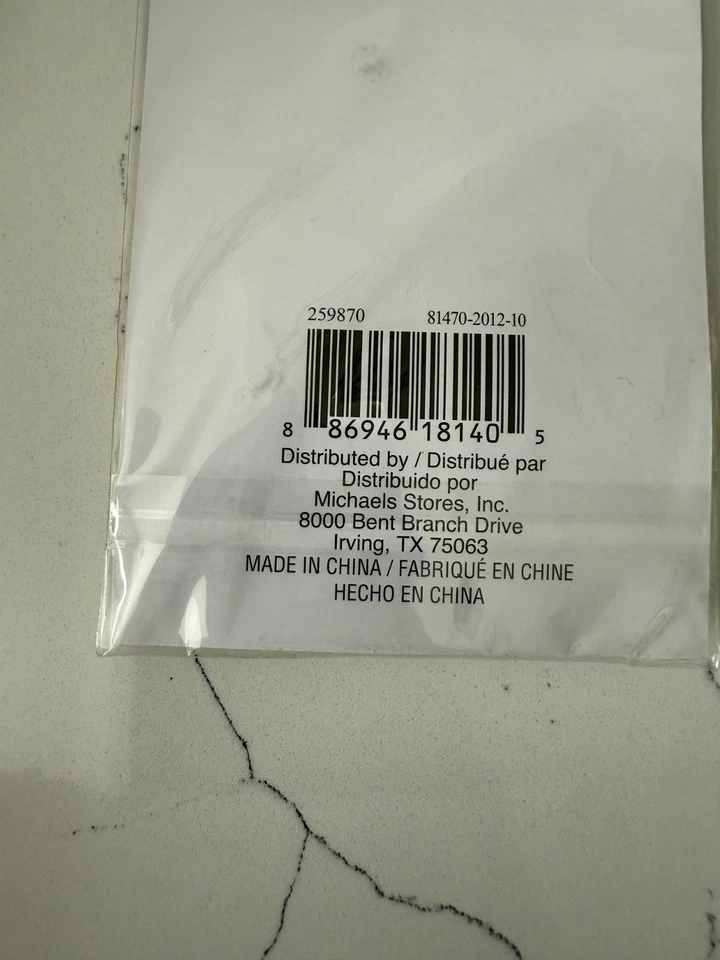 259870 81470-2012-10
8 86946 18140 5
Distributed by / Distribué par
Distribuido por
Michaels Stores, Inc.
8000 Bent Branch Drive
Irving, TX 75063
MADE IN CHINA / FABRIQUÉ EN CHINE
HECHO EN CHINA